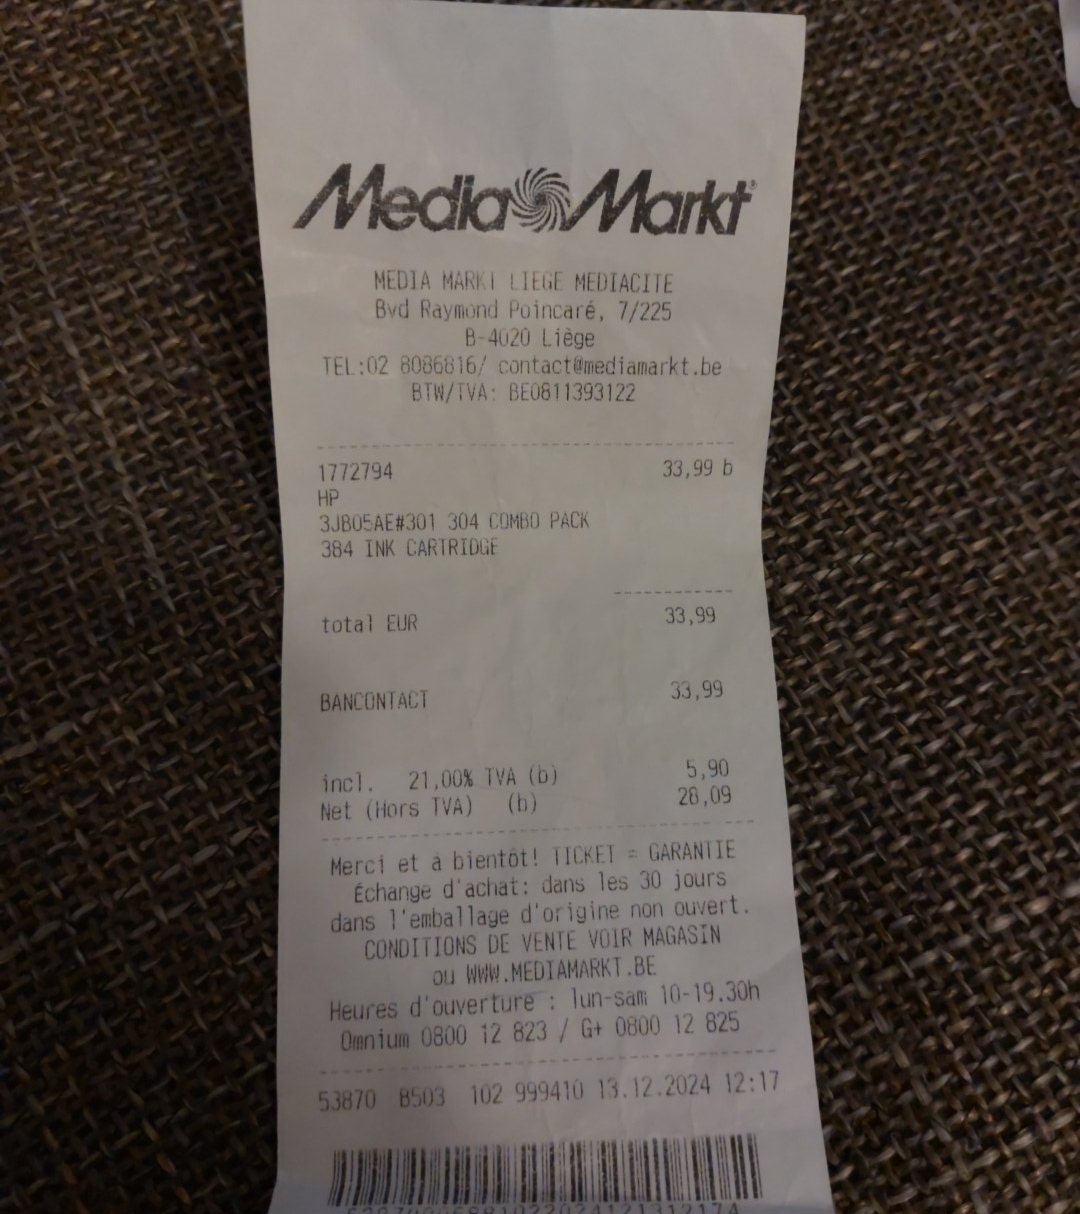 Media Markt
MEDIA MARKT LIEGE MEDIACITE
Bvd Raymond Poincaré, 7/225
B-4020 Liège
TEL:02 8086816/ contact@mediamarkt.be
BTW/TVA: BE0811393122
1772794 33,99 b
HP
3JB05AE#301 304 COMBO PACK
384 INK CARTRIDGE
total EUR 33,99
BANCONTACT 33,99
incl. 21,00% TVA (b) 5,90
Net (Hors TVA) (b) 28,09
Merci et à bientôt! TICKET = GARANTIE
Échange d'achat: dans les 30 jours
dans l'emballage d'origine non ouvert.
CONDITIONS DE VENTE VOIR MAGASIN
ou WWW.MEDIAMARKT.BE
Heures d'ouverture : lun-sam 10-19.30h
Omnium 0800 12 823 / G+ 0800 12 825
53870 B503 102 999410 13.12.2024 12:17